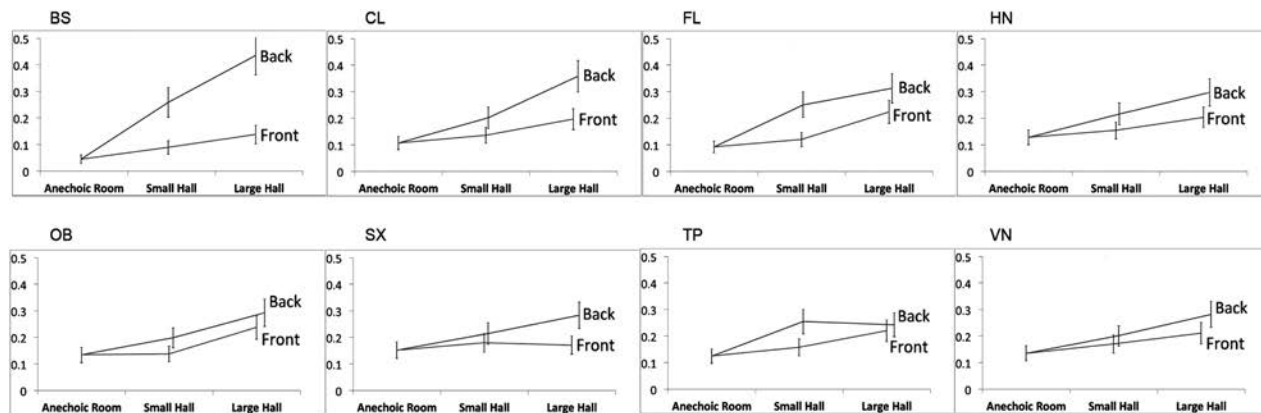 BS CL FL HN
0.5 0.5 0.5 0.5
0.4 Back 0.4 Back 0.4 0.4
0.3 0.3 0.3 Back 0.3 Back
0.2 0.2 Front 0.2 Front 0.2 Front
0.1 Front 0.1 0.1 0.1
0 0 0 0
Anechoic Room Small Hall Large Hall Anechoic Room Small Hall Large Hall Anechoic Room Small Hall Large Hall Anechoic Room Small Hall Large Hall
OB SX TP VN
0.5 0.5 0.5 0.5
0.4 0.4 0.4 0.4
0.3 Back 0.3 Back 0.3 Back 0.3 Back
0.2 Front 0.2 Front 0.2 Front 0.2 Front
0.1 0.1 0.1 0.1
0 0 0 0
Anechoic Room Small Hall Large Hall Anechoic Room Small Hall Large Hall Anechoic Room Small Hall Large Hall Anechoic Room Small Hall Large Hall